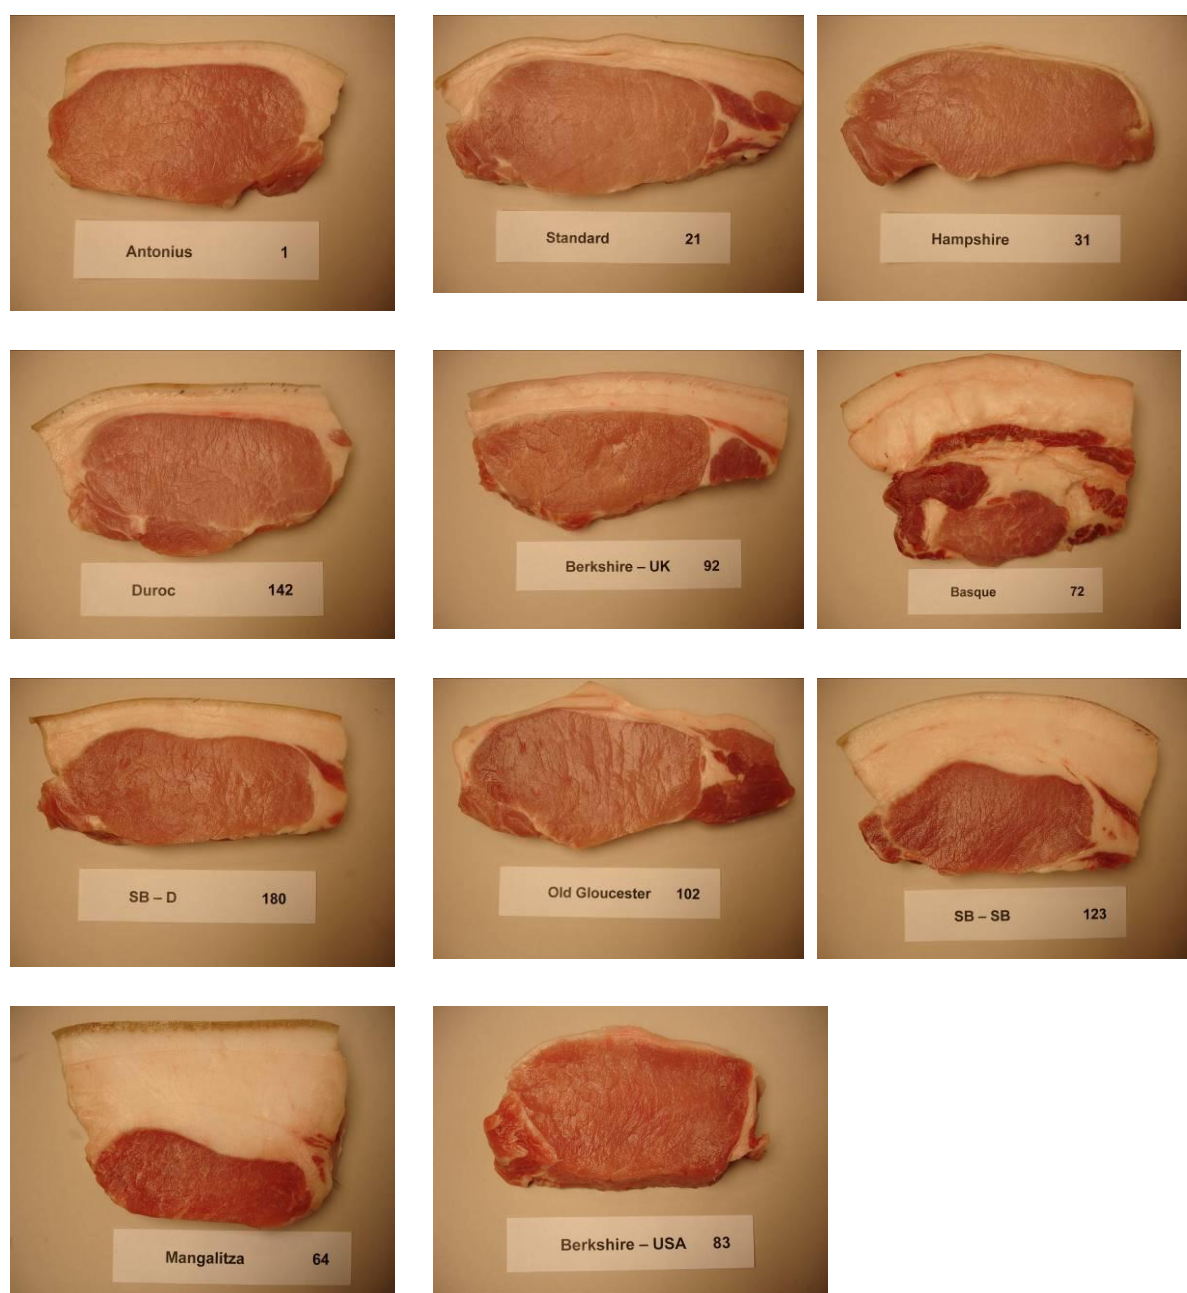 Antonius 1
Standard 21
Hampshire 31
Duroc 142
Berkshire – UK 92
Basque 72
SB – D 180
Old Gloucester 102
SB – SB 123
Mangalitza 64
Berkshire – USA 83